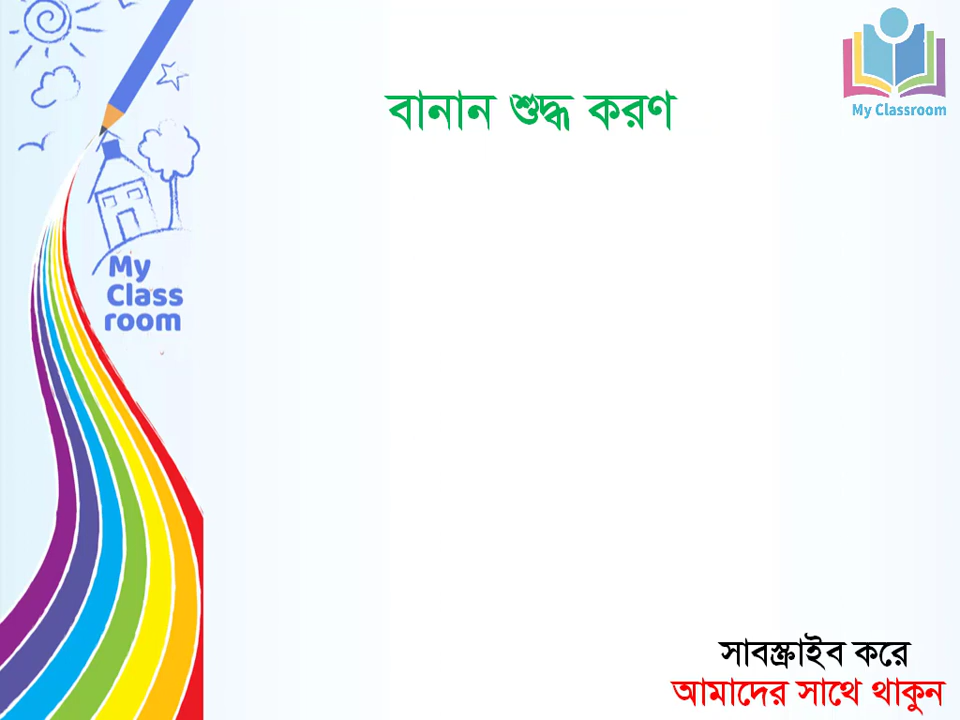 বানান শুদ্ধ করণ
My Classroom
My
Class
room
সাবস্ক্রাইব করে
আমাদের সাথে থাকুন